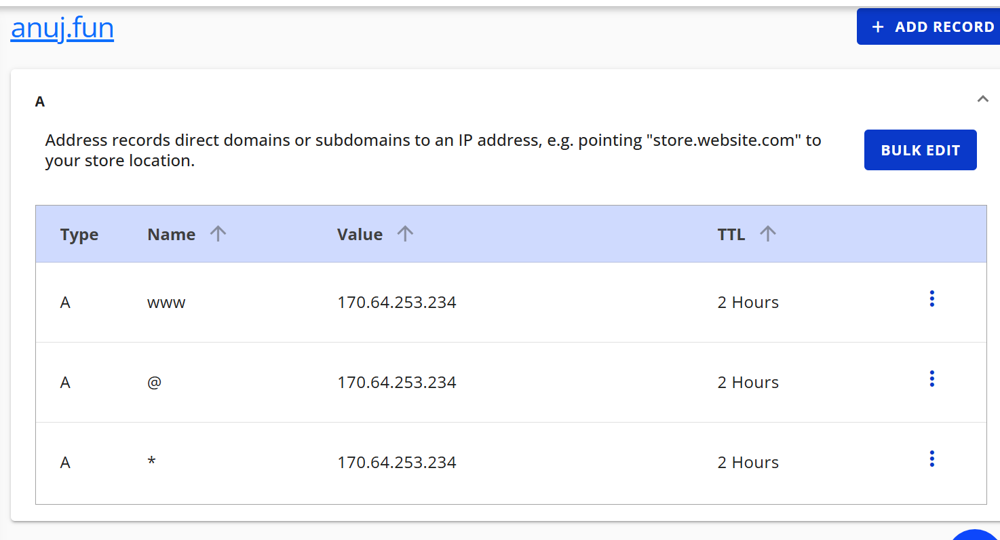 anuj.fun
+ ADD RECORD
A
Address records direct domains or subdomains to an IP address, e.g. pointing "store.website.com" to
your store location.
BULK EDIT
Type Name Value TTL
A www 170.64.253.234 2 Hours
A @ 170.64.253.234 2 Hours
A * 170.64.253.234 2 Hours